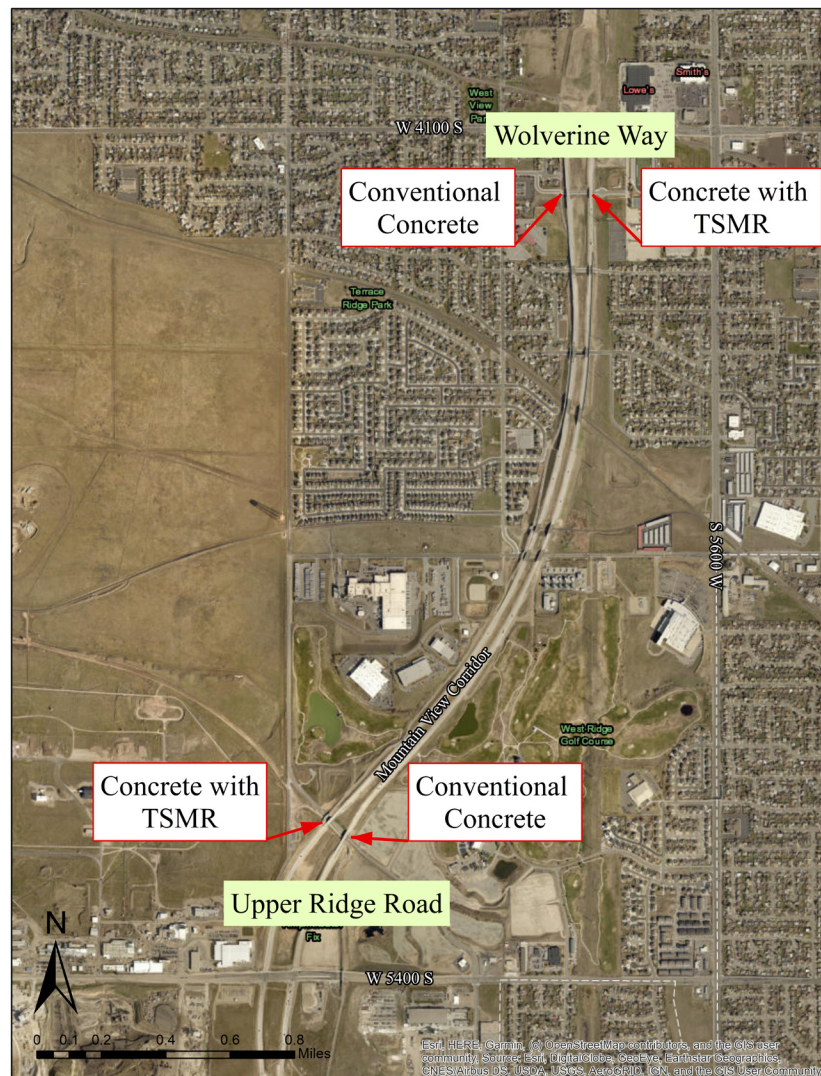 Lowe's
Smith's
West
View
Par
W 4100 S
Wolverine Way
Conventional
Concrete
Concrete with
TSMR
Terrace
Ridge Park
S 5600 W
Mountain View Corridor
West Ridge
Golf Course
Concrete with
TSMR
Conventional
Concrete
Upper Ridge Road
Fix
N
W 5400 S
0 0.1 0.2 0.4 0.6 0.8
Miles
Esri, HERE, Garmin, (c) OpenStreetMap contributors, and the GIS user
community, Source: Esri, DigitalGlobe, GeoEye, Earthstar Geographics,
CNES/Airbus DS, USDA, USGS, AeroGRID, IGN, and the GIS User Community